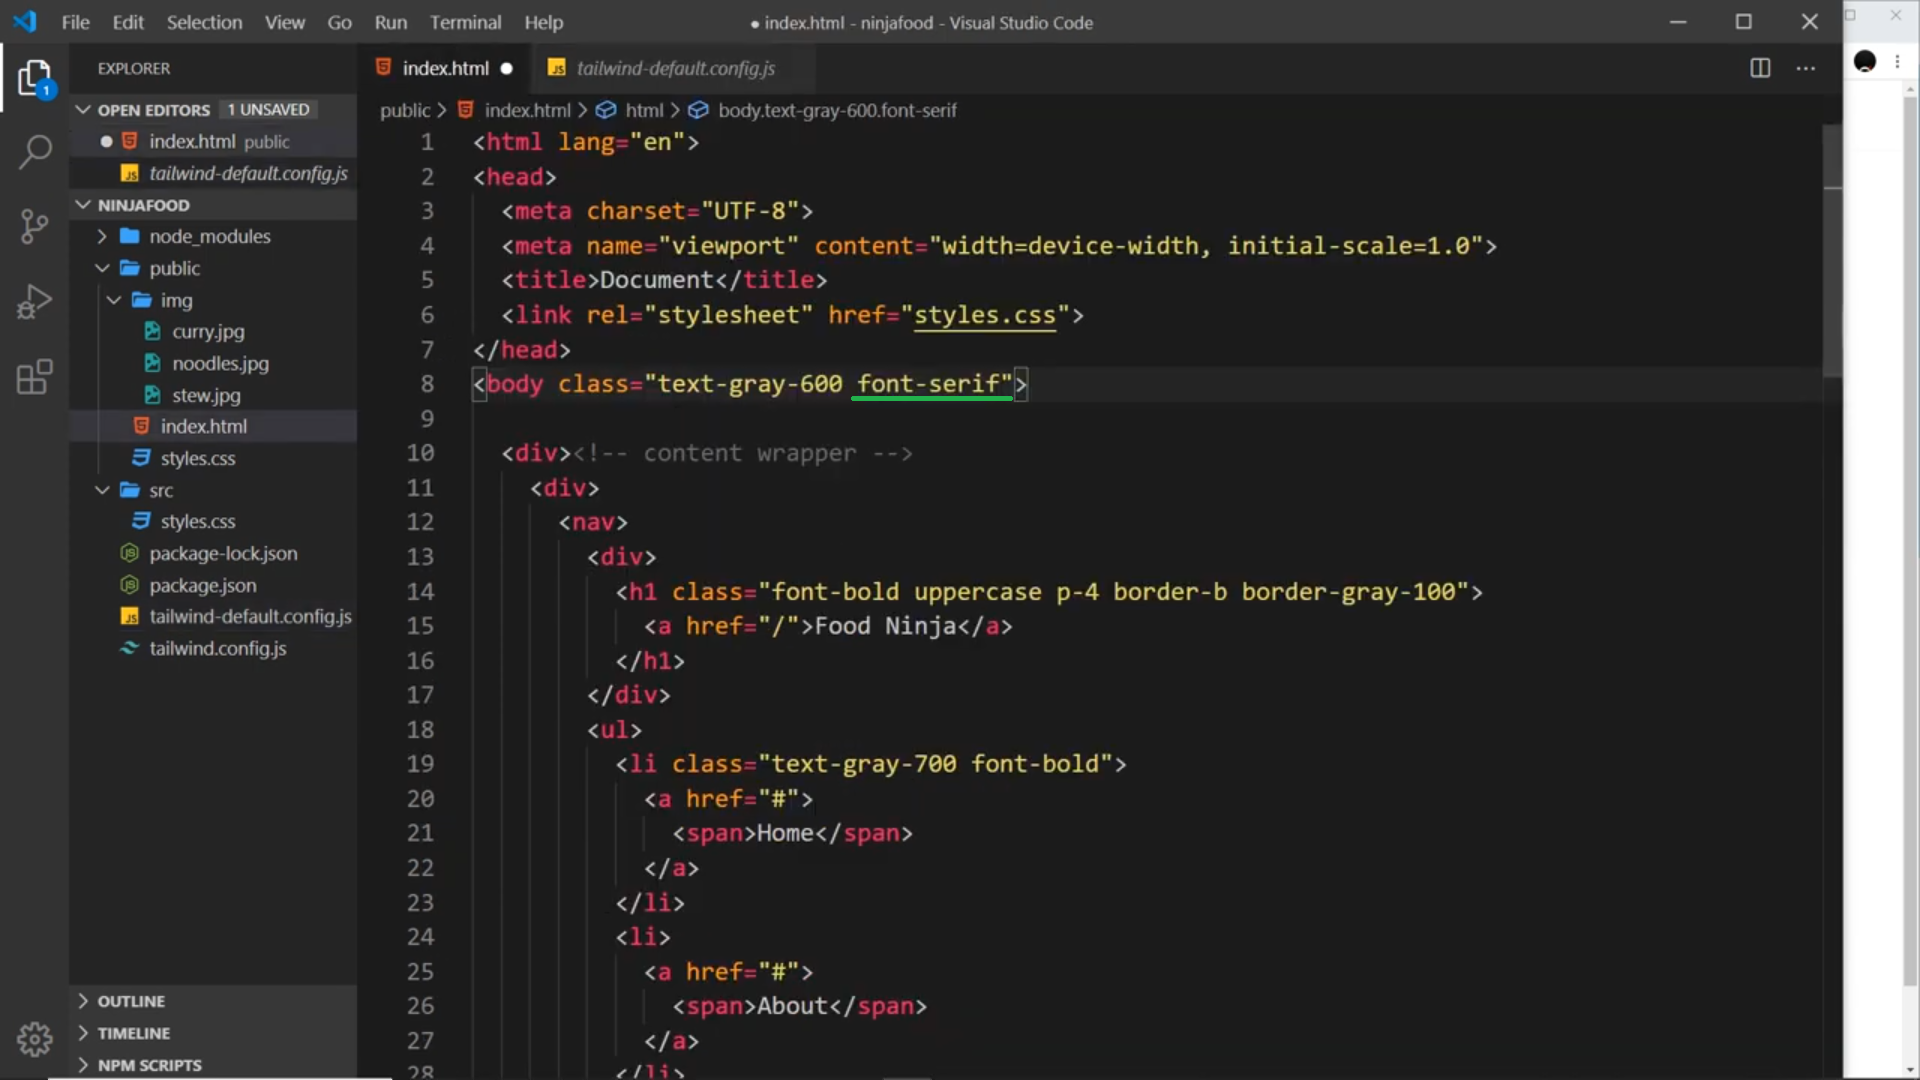 File Edit Selection View Go Run Terminal Help
● index.html - ninjafood - Visual Studio Code
1
EXPLORER
OPEN EDITORS 1 UNSAVED
index.html public
JS tailwind-default.config.js
NINJAFOOD
node_modules
public
img
curry.jpg
noodles.jpg
stew.jpg
index.html
styles.css
src
styles.css
package-lock.json
package.json
JS tailwind-default.config.js
tailwind.config.js
OUTLINE
TIMELINE
NPM SCRIPTS
index.html ●
JS tailwind-default.config.js
public > index.html > html > body.text-gray-600.font-serif
1 <html lang="en">
2 <head>
3 <meta charset="UTF-8">
4 <meta name="viewport" content="width=device-width, initial-scale=1.0">
5 <title>Document</title>
6 <link rel="stylesheet" href="styles.css">
7 </head>
8 <body class="text-gray-600 font-serif">
9
10 <div><!-- content wrapper -->
11 <div>
12 <nav>
13 <div>
14 <h1 class="font-bold uppercase p-4 border-b border-gray-100">
15 <a href="/">Food Ninja</a>
16 </h1>
17 </div>
18 <ul>
19 <li class="text-gray-700 font-bold">
20 <a href="#">
21 <span>Home</span>
22 </a>
23 </li>
24 <li>
25 <a href="#">
26 <span>About</span>
27 </a>
28 </li>